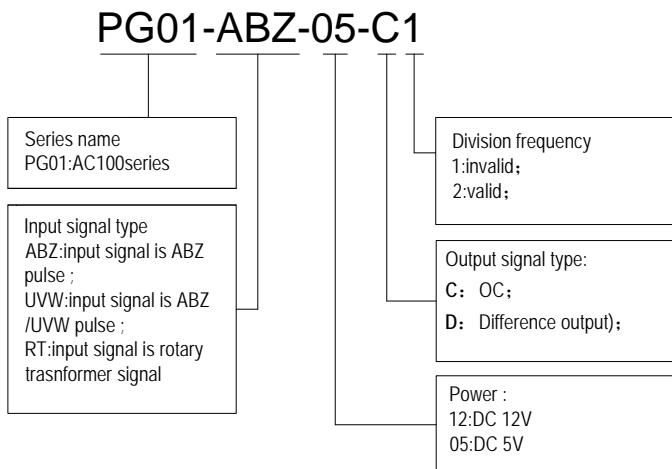 PG01-ABZ-05-C1
Series name
PG01:AC100series
Input signal type
ABZ:input signal is ABZ
pulse ;
UVW:input signal is ABZ
/UVW pulse ;
RT:input signal is rotary
trasnformer signal
Division frequency
1:invalid；
2:valid；
Output signal type:
C：OC；
D：Difference output)；
Power :
12:DC 12V
05:DC 5V